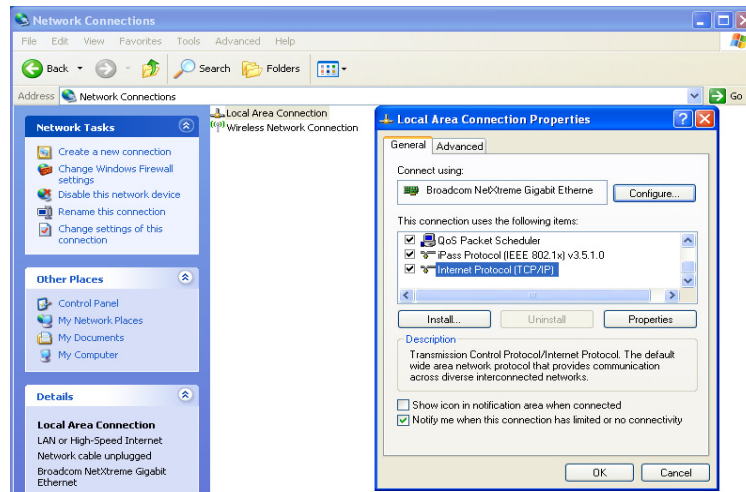 Network Connections
File Edit View Favorites Tools Advanced Help
Back Search Folders
Address Network Connections Go
Network Tasks
Create a new connection
Change Windows Firewall
settings
Disable this network device
Rename this connection
Change settings of this
connection
Other Places
Control Panel
My Network Places
My Documents
My Computer
Details
Local Area Connection
LAN or High-Speed Internet
Network cable unplugged
Broadcom NetXtreme Gigabit
Ethernet
Local Area Connection
Wireless Network Connection
Local Area Connection Properties
General Advanced
Connect using:
Broadcom NetXtreme Gigabit Etherne Configure...
This connection uses the following items:
QoS Packet Scheduler
iPass Protocol (IEEE 802.1x) v3.5.1.0
Internet Protocol (TCP/IP)
Install... Uninstall Properties
Description
Transmission Control Protocol/Internet Protocol. The default
wide area network protocol that provides communication
across diverse interconnected networks.
Show icon in notification area when connected
Notify me when this connection has limited or no connectivity
OK Cancel